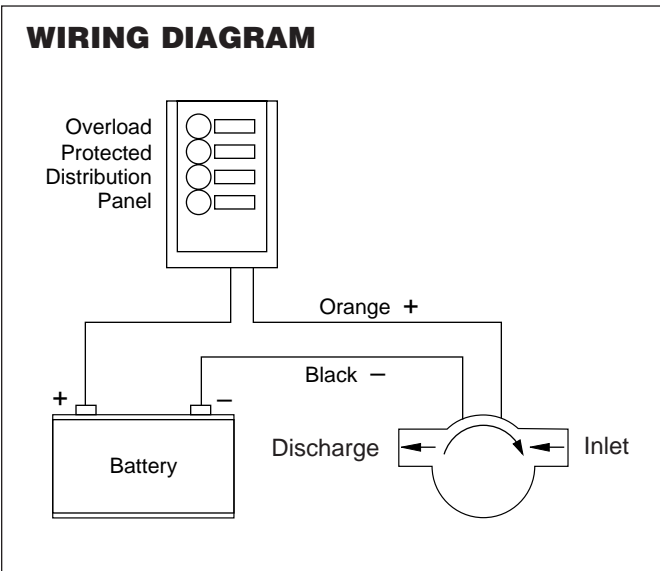 WIRING DIAGRAM
Overload
Protected
Distribution
Panel
Orange +
Black –
+
–
Battery
Discharge
Inlet